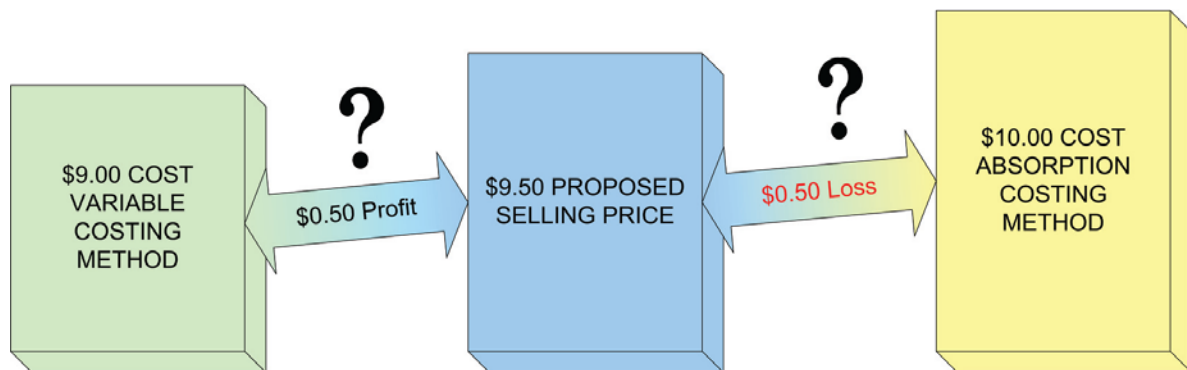 $9.00 COST
VARIABLE
COSTING
METHOD
?
$0.50 Profit
$9.50 PROPOSED
SELLING PRICE
?
$0.50 Loss
$10.00 COST
ABSORPTION
COSTING
METHOD